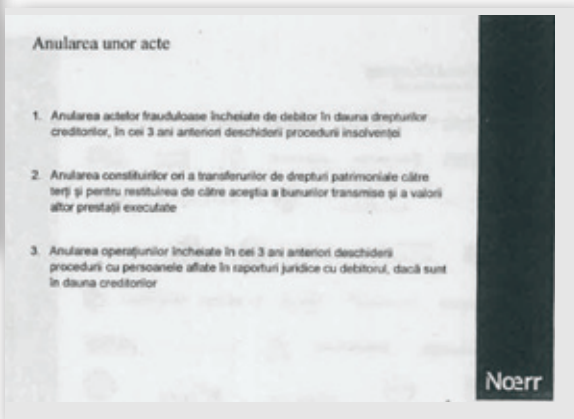 Anularea unor acte
1. Anularea actelor frauduloase încheiate de debitor în dauna drepturilor
creditorilor, în cei 3 ani anteriori deschiderii procedurii insolvenței
2. Anularea constituirilor ori a transferurilor de drepturi patrimoniale către
terți și pentru restituirea de către aceștia a bunurilor transmise și a valorii
altor prestații executate
3. Anularea operațiunilor încheiate în cei 3 ani anteriori deschiderii
procedurii cu persoanele aflate în raporturi juridice cu debitorul, dacă sunt
în dauna creditorilor
Noerr